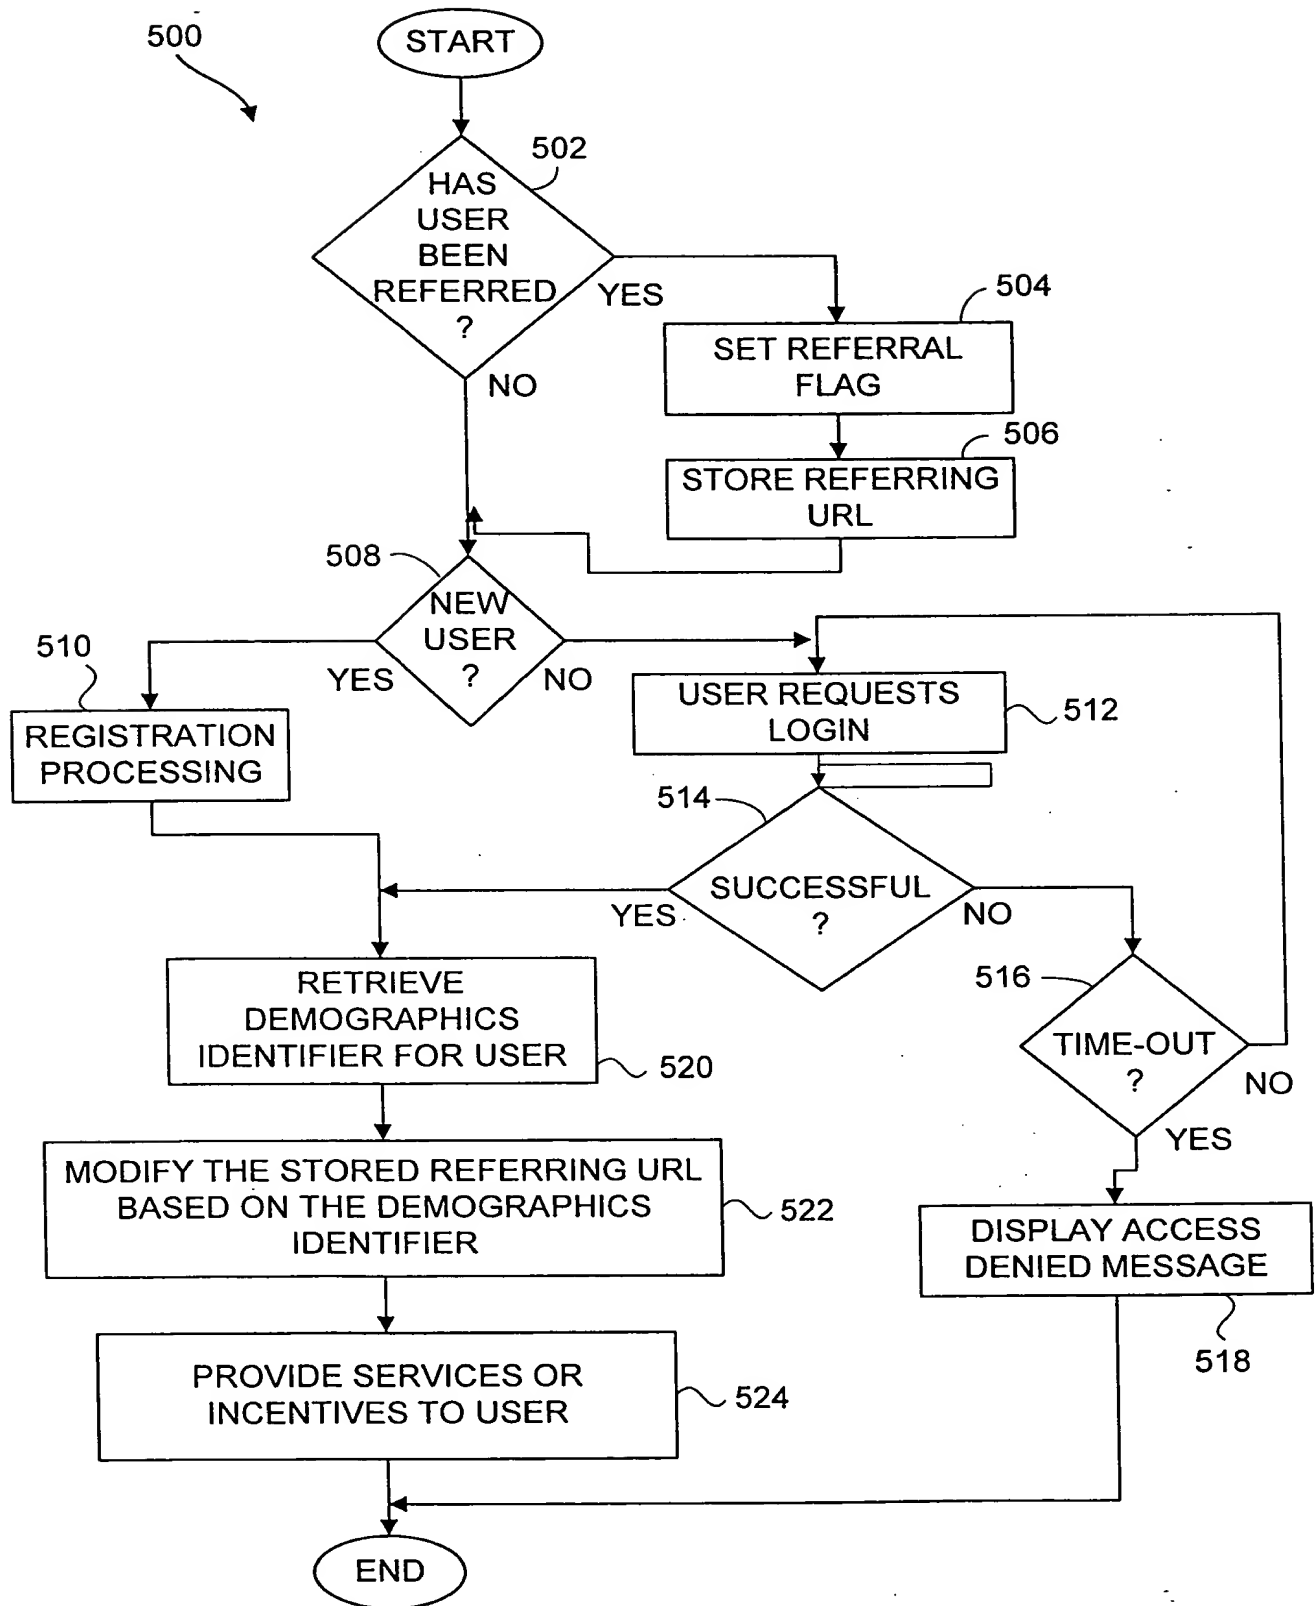 500
START
502
HAS
USER
BEEN
REFERRED
?
YES
NO
504
SET REFERRAL
FLAG
506
STORE REFERRING
URL
508
NEW
USER
?
YES
NO
510
REGISTRATION
PROCESSING
USER REQUESTS
LOGIN
512
514
SUCCESSFUL
?
YES
NO
516
TIME-OUT
?
NO
YES
RETRIEVE
DEMOGRAPHICS
IDENTIFIER FOR USER
520
MODIFY THE STORED REFERRING URL
BASED ON THE DEMOGRAPHICS
IDENTIFIER
522
DISPLAY ACCESS
DENIED MESSAGE
518
PROVIDE SERVICES OR
INCENTIVES TO USER
524
END